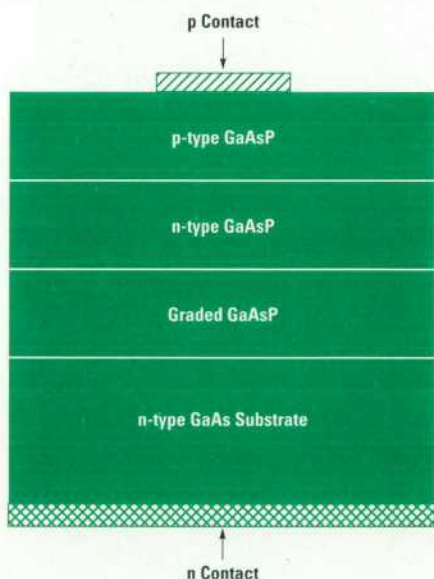 p Contact
p-type GaAsP
n-type GaAsP
Graded GaAsP
n-type GaAs Substrate
n Contact